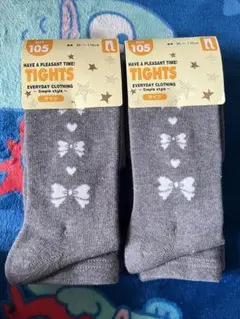 105
HAVE A PLEASANT TIME!
TIGHTS
EVERYDAY CLOTHING
~ Simple style ~
105
HAVE A PLEASANT TIME!
TIGHTS
EVERYDAY CLOTHING
~ Simple style ~